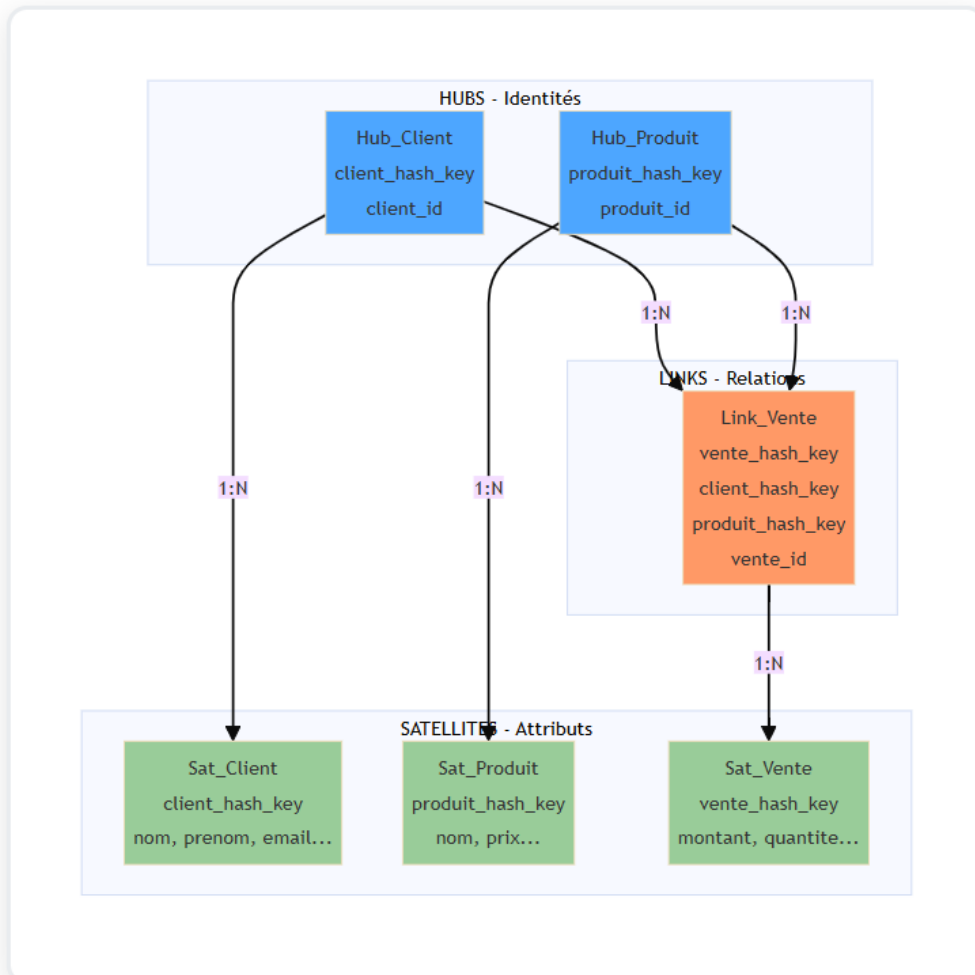 HUBS - Identités
Hub_Client
client_hash_key
client_id
Hub_Produit
produit_hash_key
produit_id
1:N
1:N
LINKS - Relations
Link_Vente
vente_hash_key
client_hash_key
produit_hash_key
vente_id
1:N
1:N
1:N
SATELLITES - Attributs
Sat_Client
client_hash_key
nom, prenom, email...
Sat_Produit
produit_hash_key
nom, prix...
Sat_Vente
vente_hash_key
montant, quantite...